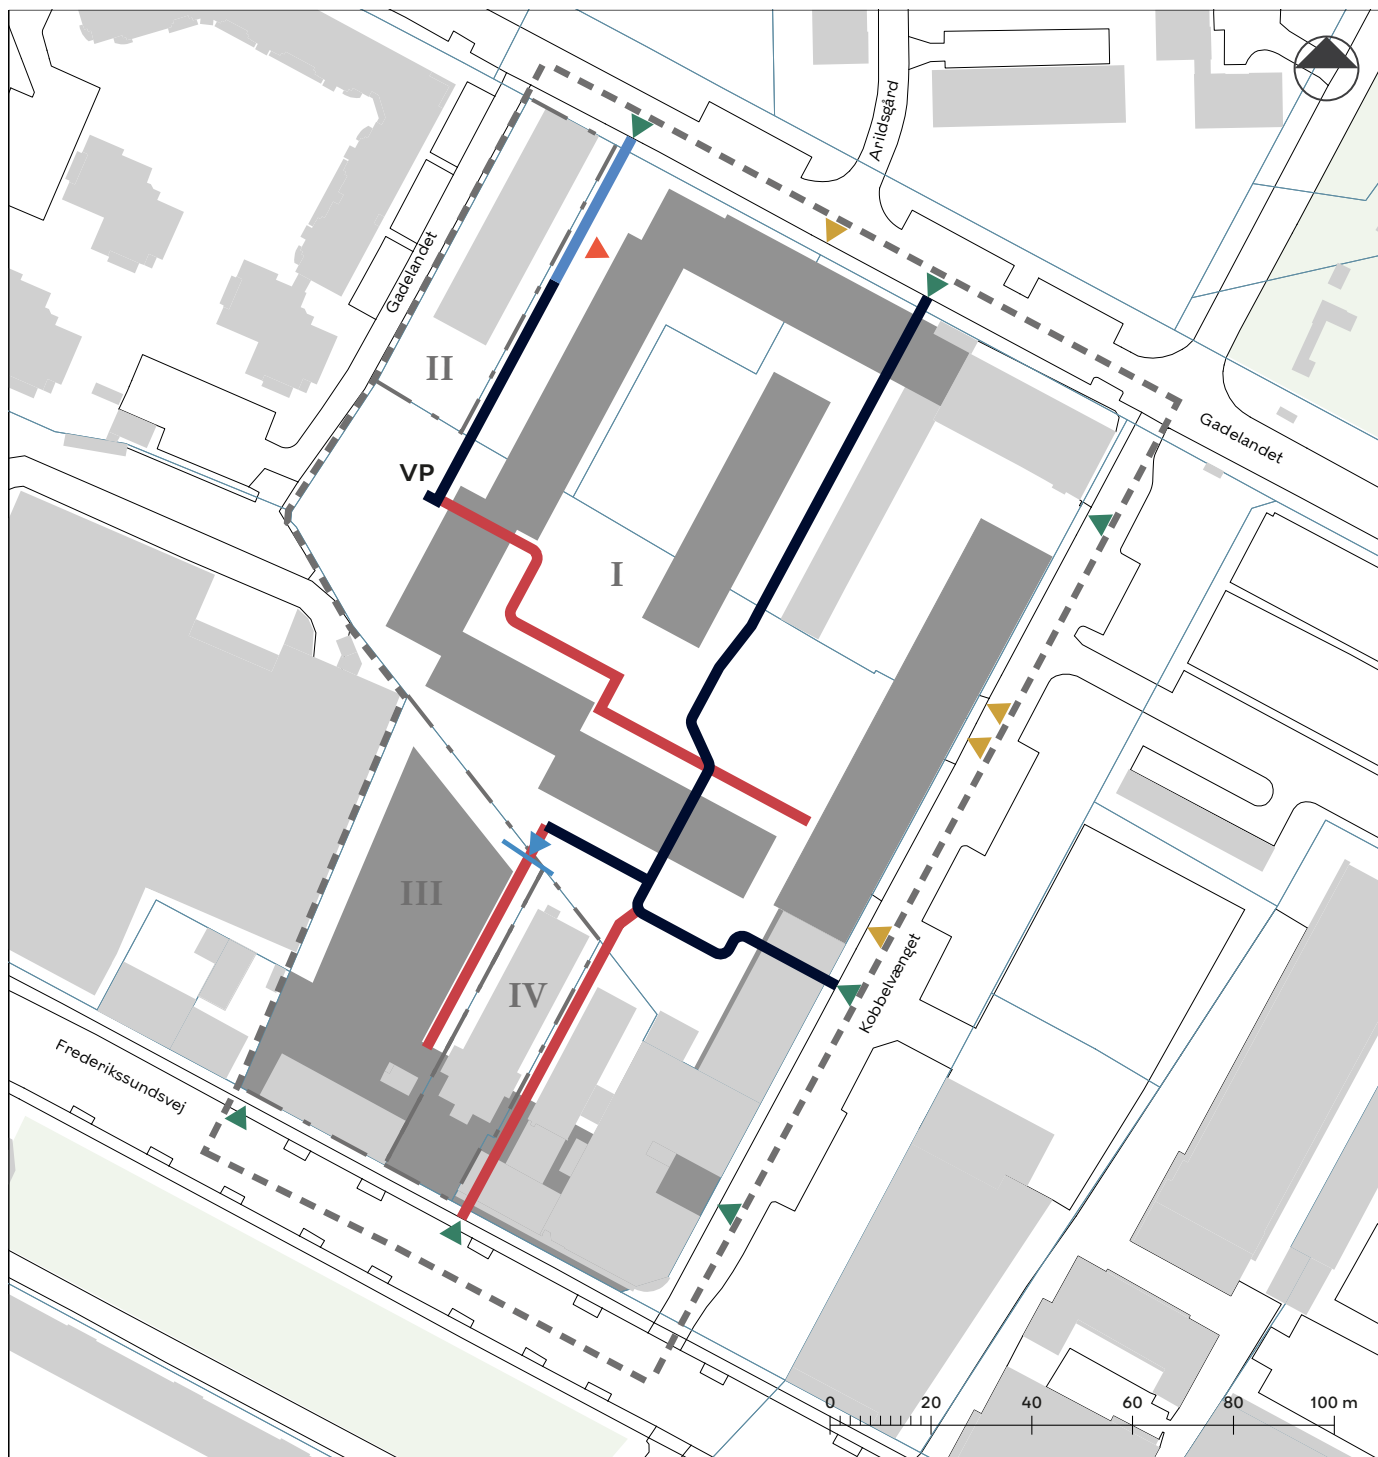 Arildsgård
Gadelandet
II
Gadelandet
VP
I
III
Kobbelvænget
IV
Frederikssundsvej
0 20 40 60 80 100 m